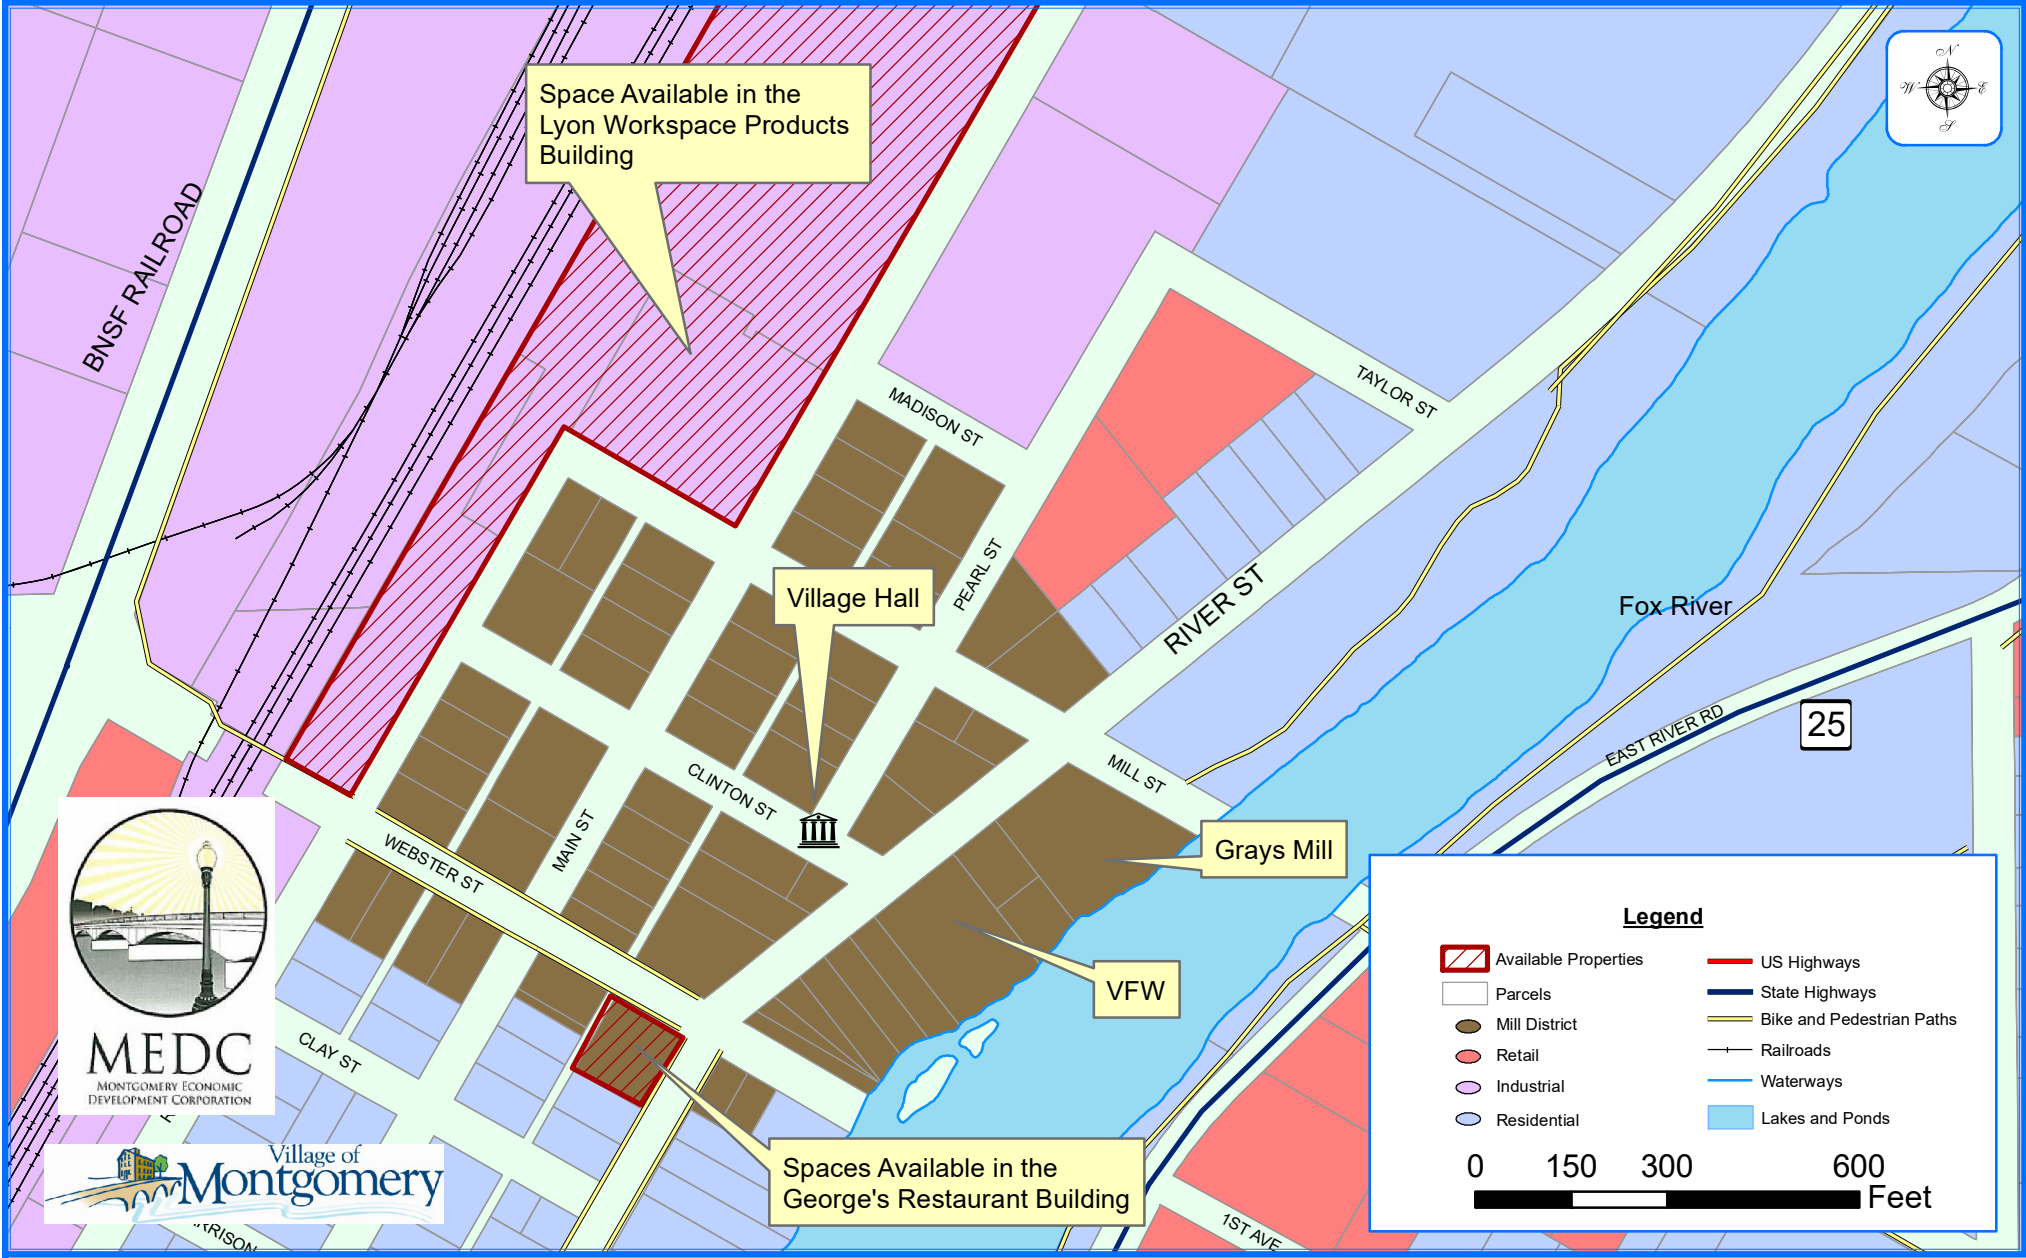 Space Available in the
Lyon Workspace Products
Building
N
W
E
S
BNSF RAILROAD
MADISON ST
TAYLOR ST
PEARL ST
RIVER ST
Village Hall
Fox River
25
EAST RIVER RD
MILL ST
CLINTON ST
MAIN ST
WEBSTER ST
Grays Mill
VFW
CLAY ST
MEDC
MONTGOMERY ECONOMIC
DEVELOPMENT CORPORATION
Village of
Montgomery
RRISON
Spaces Available in the
George's Restaurant Building
1ST AVE
Legend
Available Properties
Parcels
Mill District
Retail
Industrial
Residential
US Highways
State Highways
Bike and Pedestrian Paths
Railroads
Waterways
Lakes and Ponds
0 150 300 600
Feet